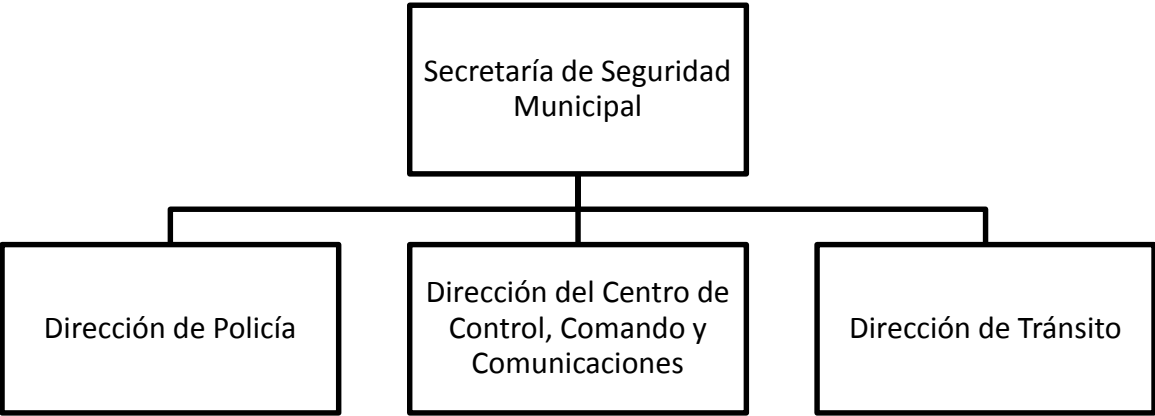 Secretaría de Seguridad
Municipal
Dirección de Policía
Dirección del Centro de
Control, Comando y
Comunicaciones
Dirección de Tránsito